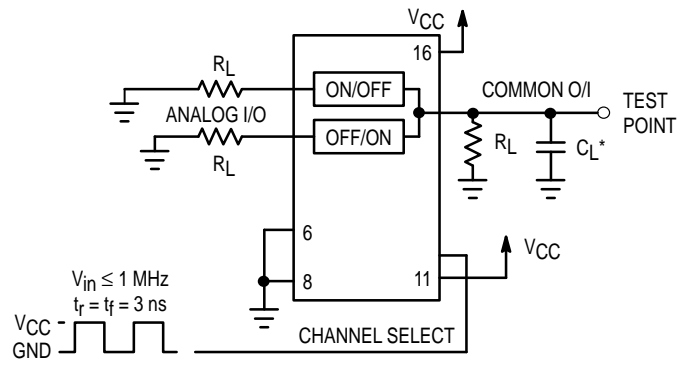 VCC
16
RL
ON/OFF
COMMON O/I
TEST
POINT
ANALOG I/O
OFF/ON
RL
RL
CL*
6
VCC
8
11
Vin ≤ 1 MHz
tr = tf = 3 ns
VCC
GND
CHANNEL SELECT